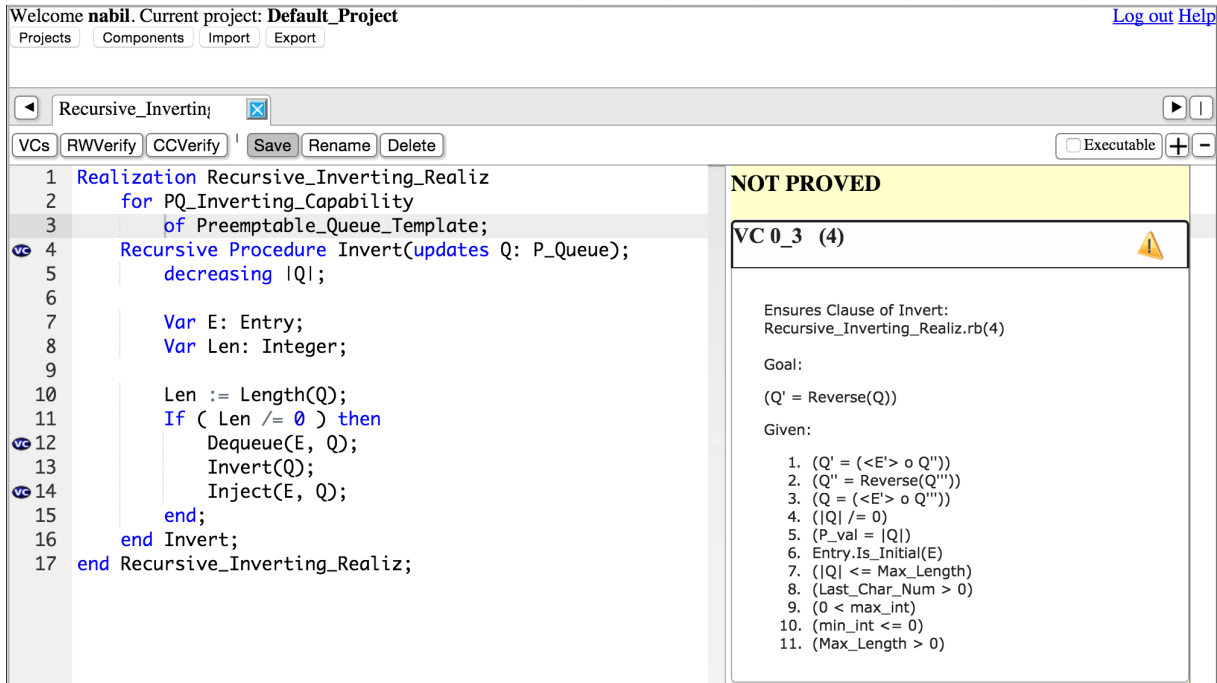 Welcome nabil. Current project: Default_Project
Log out Help
Projects Components Import Export
Recursive_Inverting
VCs RWVerify CCVerify Save Rename Delete
Executable + -
1 Realization Recursive_Inverting_Realiz
2 for PQ_Inverting_Capability
3 of Preemptable_Queue_Template;
VC 4 Recursive Procedure Invert(updates Q: P_Queue);
5 decreasing |Q|;
6
7 Var E: Entry;
8 Var Len: Integer;
9
10 Len := Length(Q);
11 If ( Len /= 0 ) then
VC 12 Dequeue(E, Q);
13 Invert(Q);
VC 14 Inject(E, Q);
15 end;
16 end Invert;
17 end Recursive_Inverting_Realiz;
NOT PROVED
VC 0_3 (4)
Ensures Clause of Invert:
Recursive_Inverting_Realiz.rb(4)
Goal:
(Q' = Reverse(Q))
Given:
1. (Q' = (<E'> o Q''))
2. (Q'' = Reverse(Q'''))
3. (Q = (<E'> o Q'''))
4. (|Q| /= 0)
5. (P_val = |Q|)
6. Entry.Is_Initial(E)
7. (|Q| <= Max_Length)
8. (Last_Char_Num > 0)
9. (0 < max_int)
10. (min_int <= 0)
11. (Max_Length > 0)